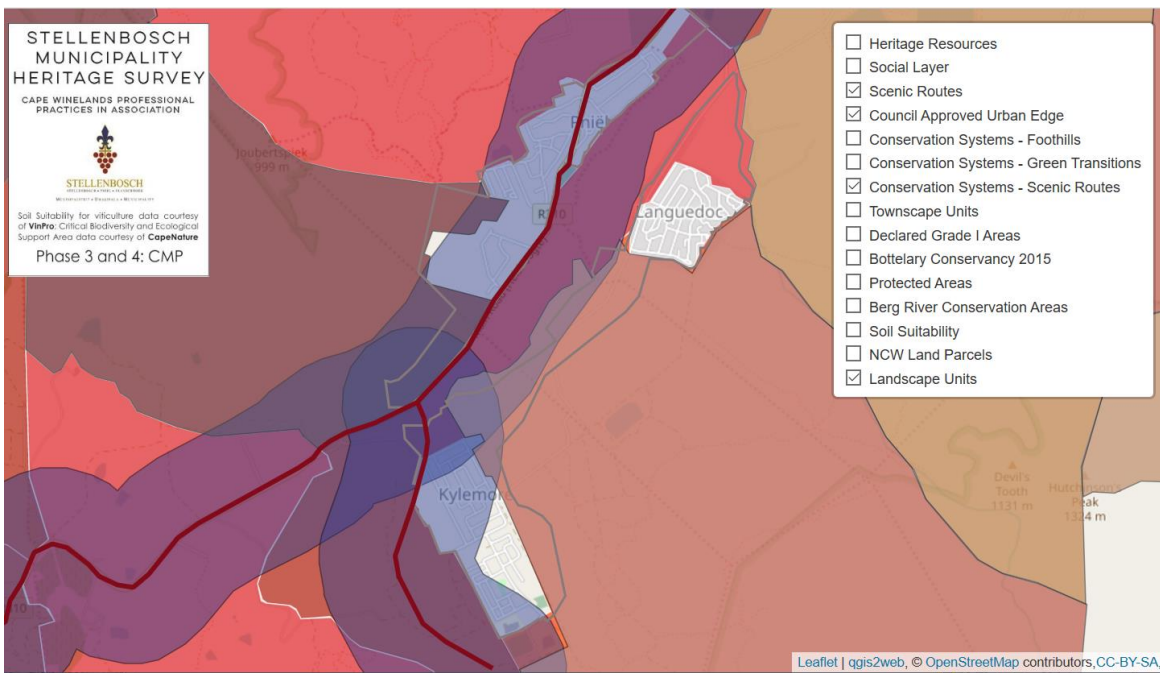 STELLENBOSCH
MUNICIPALITY
HERITAGE SURVEY
CAPE WINELANDS PROFESSIONAL
PRACTICES IN ASSOCIATION
STELLENBOSCH
Soil Suitability for viticulture data courtesy
of VinPro; Critical Biodiversity and Ecological
Support Area data courtesy of CapeNature
Phase 3 and 4: CMP
Heritage Resources
Social Layer
Scenic Routes
Council Approved Urban Edge
Conservation Systems - Foothills
Conservation Systems - Green Transitions
Conservation Systems - Scenic Routes
Townscape Units
Declared Grade I Areas
Bottelary Conservancy 2015
Protected Areas
Berg River Conservation Areas
Soil Suitability
NCW Land Parcels
Landscape Units
Joubertspiek
999 m
Pniël
R310
Languedoc
Kylemore
Devil's
Tooth
1131 m
Hutchinson's
Peak
1324 m
Leaflet | qgis2web, © OpenStreetMap contributors,CC-BY-SA,